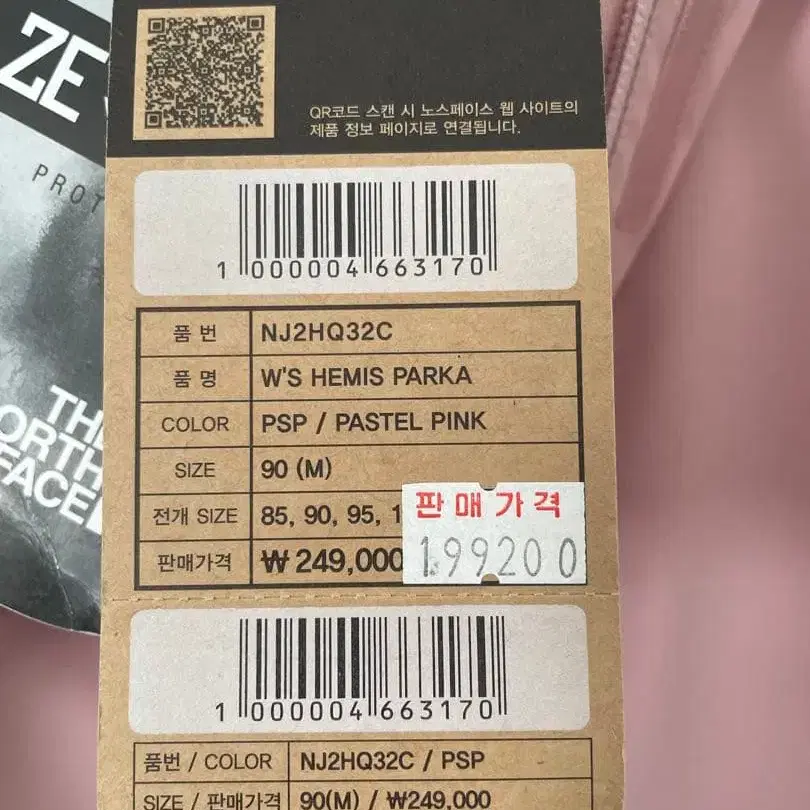 ZE
PROT
QR코드 스캔 시 노스페이스 웹 사이트의
제품 정보 페이지로 연결됩니다.
1 000004 663170
품 번 NJ2HQ32C
품 명 W'S HEMIS PARKA
COLOR PSP / PASTEL PINK
SIZE 90 (M)
전개 SIZE 85, 90, 95, 1
판매가격 ₩ 249,000
판매가격
199200
THE
ORTH
FACE
1 000004 663170
품번 / COLOR NJ2HQ32C / PSP
SIZE / 판매가격 90(M) / ₩249,000